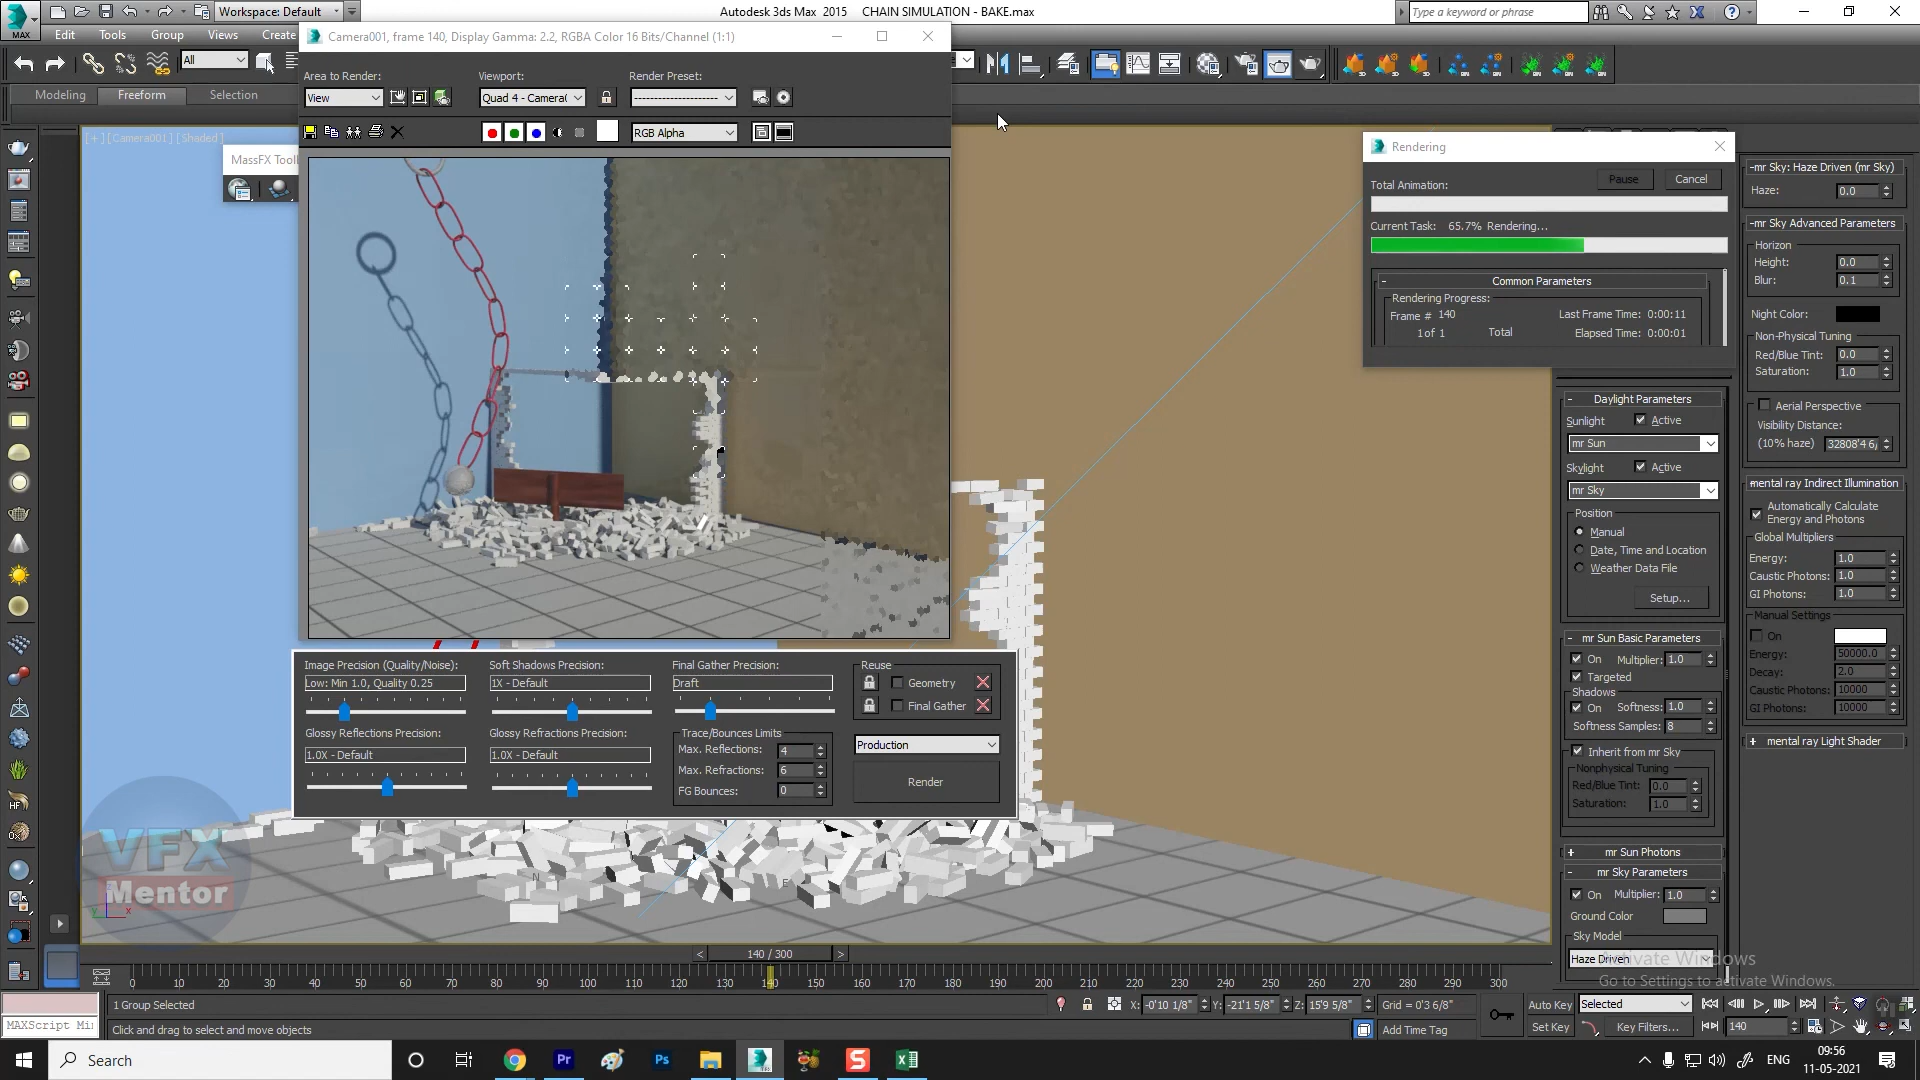 Workspace: Default
Autodesk 3ds Max 2015 CHAIN SIMULATION - BAKE.max
Type a keyword or phrase
MAX
Edit Tools Group Views Create
All
Modeling Freeform Selection
[+] [Camera001] [Shaded]
MassFX Tool
Camera001, frame 140, Display Gamma: 2.2, RGBA Color 16 Bits/Channel (1:1)
Area to Render:
View
Viewport:
Quad 4 - Camera(
Render Preset:
RGB Alpha
Rendering
Total Animation:
Pause
Cancel
Current Task: 65.7% Rendering...
Common Parameters
Rendering Progress:
Frame # 140
Last Frame Time: 0:00:11
1 of 1 Total
Elapsed Time: 0:00:01
Image Precision (Quality/Noise):
Low: Min 1.0, Quality 0.25
Soft Shadows Precision:
1X - Default
Final Gather Precision:
Draft
Glossy Reflections Precision:
1.0X - Default
Glossy Refractions Precision:
1.0X - Default
Trace/Bounces Limits
Max. Reflections: 4
Max. Refractions: 6
FG Bounces: 0
Reuse
Geometry
Final Gather
Production
Render
Daylight Parameters
Sunlight Active
mr Sun
Skylight Active
mr Sky
Position
Manual
Date, Time and Location
Weather Data File
Setup...
mr Sun Basic Parameters
On Multiplier: 1.0
Targeted
Shadows
On Softness: 1.0
Softness Samples: 8
Inherit from mr Sky
Nonphysical Tuning
Red/Blue Tint: 0.0
Saturation: 1.0
mr Sun Photons
mr Sky Parameters
On Multiplier: 1.0
Ground Color
Sky Model
Haze Driven
mr Sky: Haze Driven (mr Sky)
Haze: 0.0
mr Sky Advanced Parameters
Horizon
Height: 0.0
Blur: 0.1
Night Color:
Non-Physical Tuning
Red/Blue Tint: 0.0
Saturation: 1.0
Aerial Perspective
Visibility Distance:
(10% haze) 32808'4 6/
mental ray Indirect Illumination
Automatically Calculate
Energy and Photons
Global Multipliers
Energy: 1.0
Caustic Photons: 1.0
GI Photons: 1.0
Manual Settings
On
Energy: 50000.0
Decay: 2.0
Caustic Photons: 10000
GI Photons: 10000
mental ray Light Shader
Activate Windows
Go to Settings to activate Windows.
VFX
Mentor
HF
N
E
y x
< 140 / 300 >
0 10 20 30 40 50 60 70 80 90 100 110 120 130 140 150 160 170 180 190 200 210 220 230 240 250 260 270 280 290 300
1 Group Selected
X: -0'10 1/8" Y: -21'1 5/8" Z: 15'9 5/8" Grid = 0'3 6/8"
Auto Key Selected
MAXScript Mi
Click and drag to select and move objects
Add Time Tag
Set Key Key Filters... 140
Search
Pr
Ps
S
ENG
09:56
11-05-2021